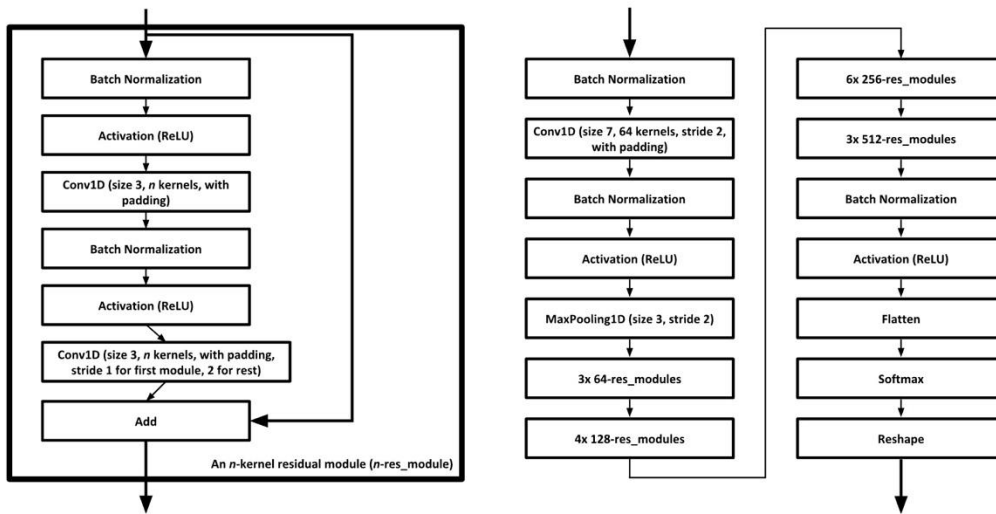 Batch Normalization
Activation (ReLU)
Conv1D (size 3, n kernels, with
padding)
Batch Normalization
Activation (ReLU)
Conv1D (size 3, n kernels, with padding,
stride 1 for first module, 2 for rest)
Add
An n-kernel residual module (n-res_module)
Batch Normalization
Conv1D (size 7, 64 kernels, stride 2,
with padding)
Batch Normalization
Activation (ReLU)
MaxPooling1D (size 3, stride 2)
3x 64-res_modules
4x 128-res_modules
6x 256-res_modules
3x 512-res_modules
Batch Normalization
Activation (ReLU)
Flatten
Softmax
Reshape